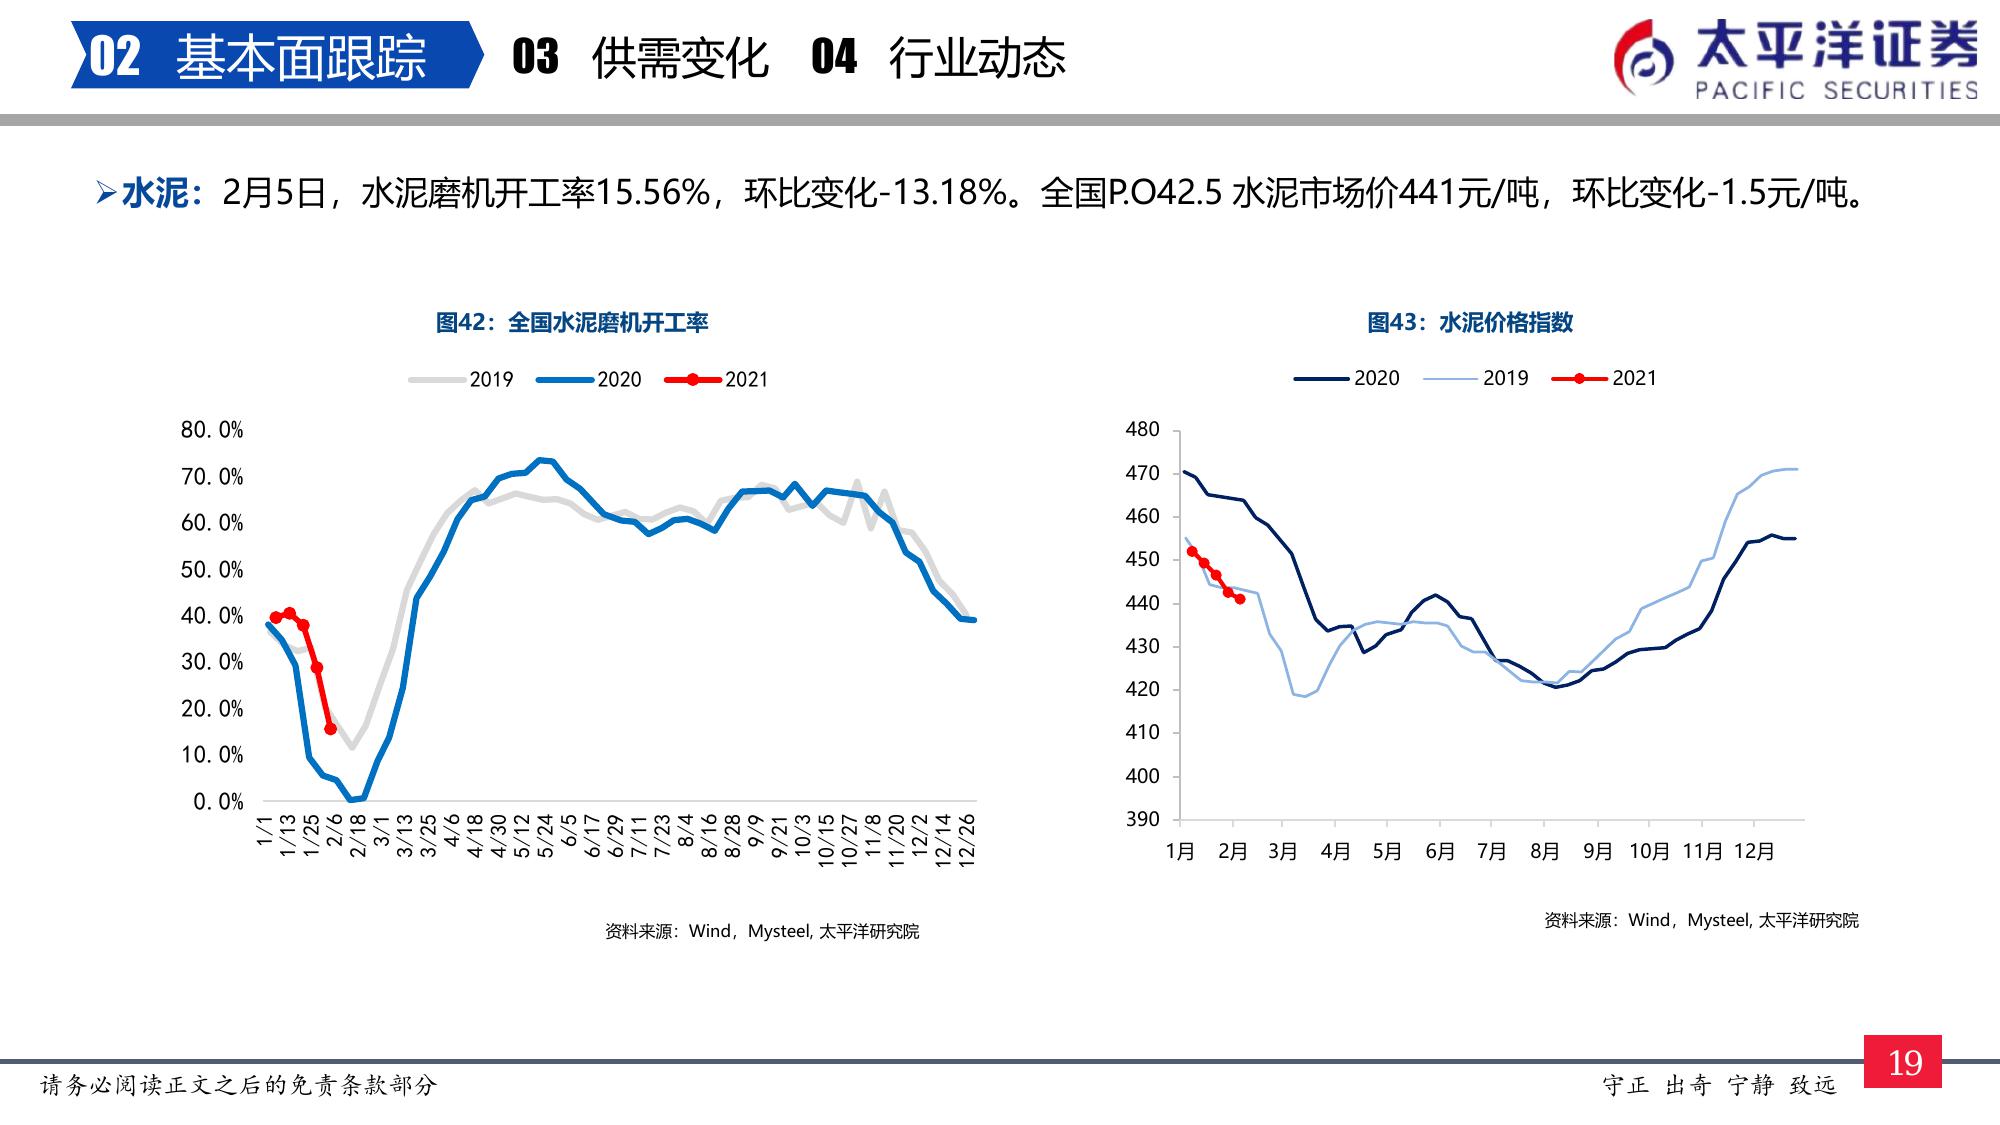 02 基本面跟踪 03 供需变化 04 行业动态
太平洋证券
PACIFIC SECURITIES
➢水泥：2月5日，水泥磨机开工率15.56%，环比变化-13.18%。全国P.O42.5 水泥市场价441元/吨，环比变化-1.5元/吨。
图42：全国水泥磨机开工率
2019 2020 2021
80.0%
70.0%
60.0%
50.0%
40.0%
30.0%
20.0%
10.0%
0.0%
1/1 1/13 1/25 2/6 2/18 3/1 3/13 3/25 4/6 4/18 4/30 5/12 5/24 6/5 6/17 6/29 7/11 7/23 8/4 8/16 8/28 9/9 9/21 10/3 10/15 10/27 11/8 11/20 12/2 12/14 12/26
资料来源：Wind，Mysteel, 太平洋研究院
图43：水泥价格指数
2020 2019 2021
480
470
460
450
440
430
420
410
400
390
1月 2月 3月 4月 5月 6月 7月 8月 9月 10月 11月 12月
资料来源：Wind，Mysteel, 太平洋研究院
请务必阅读正文之后的免责条款部分
守正 出奇 宁静 致远
19